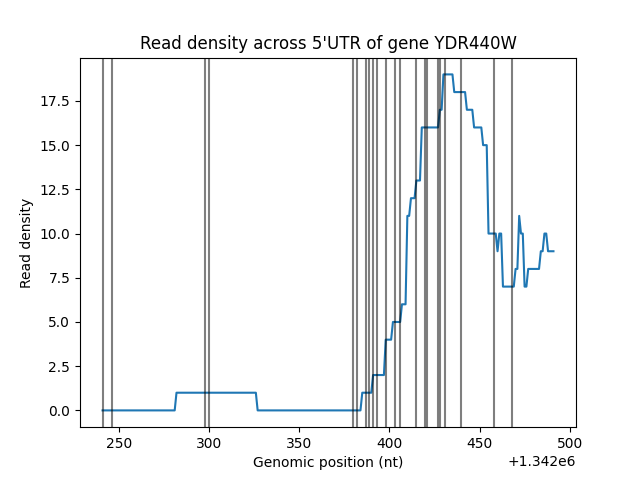 Read density across 5'UTR of gene YDR440W
17.5
15.0
12.5
10.0
7.5
5.0
2.5
0.0
Read density
250 300 350 400 450 500
Genomic position (nt)
+1.342e6